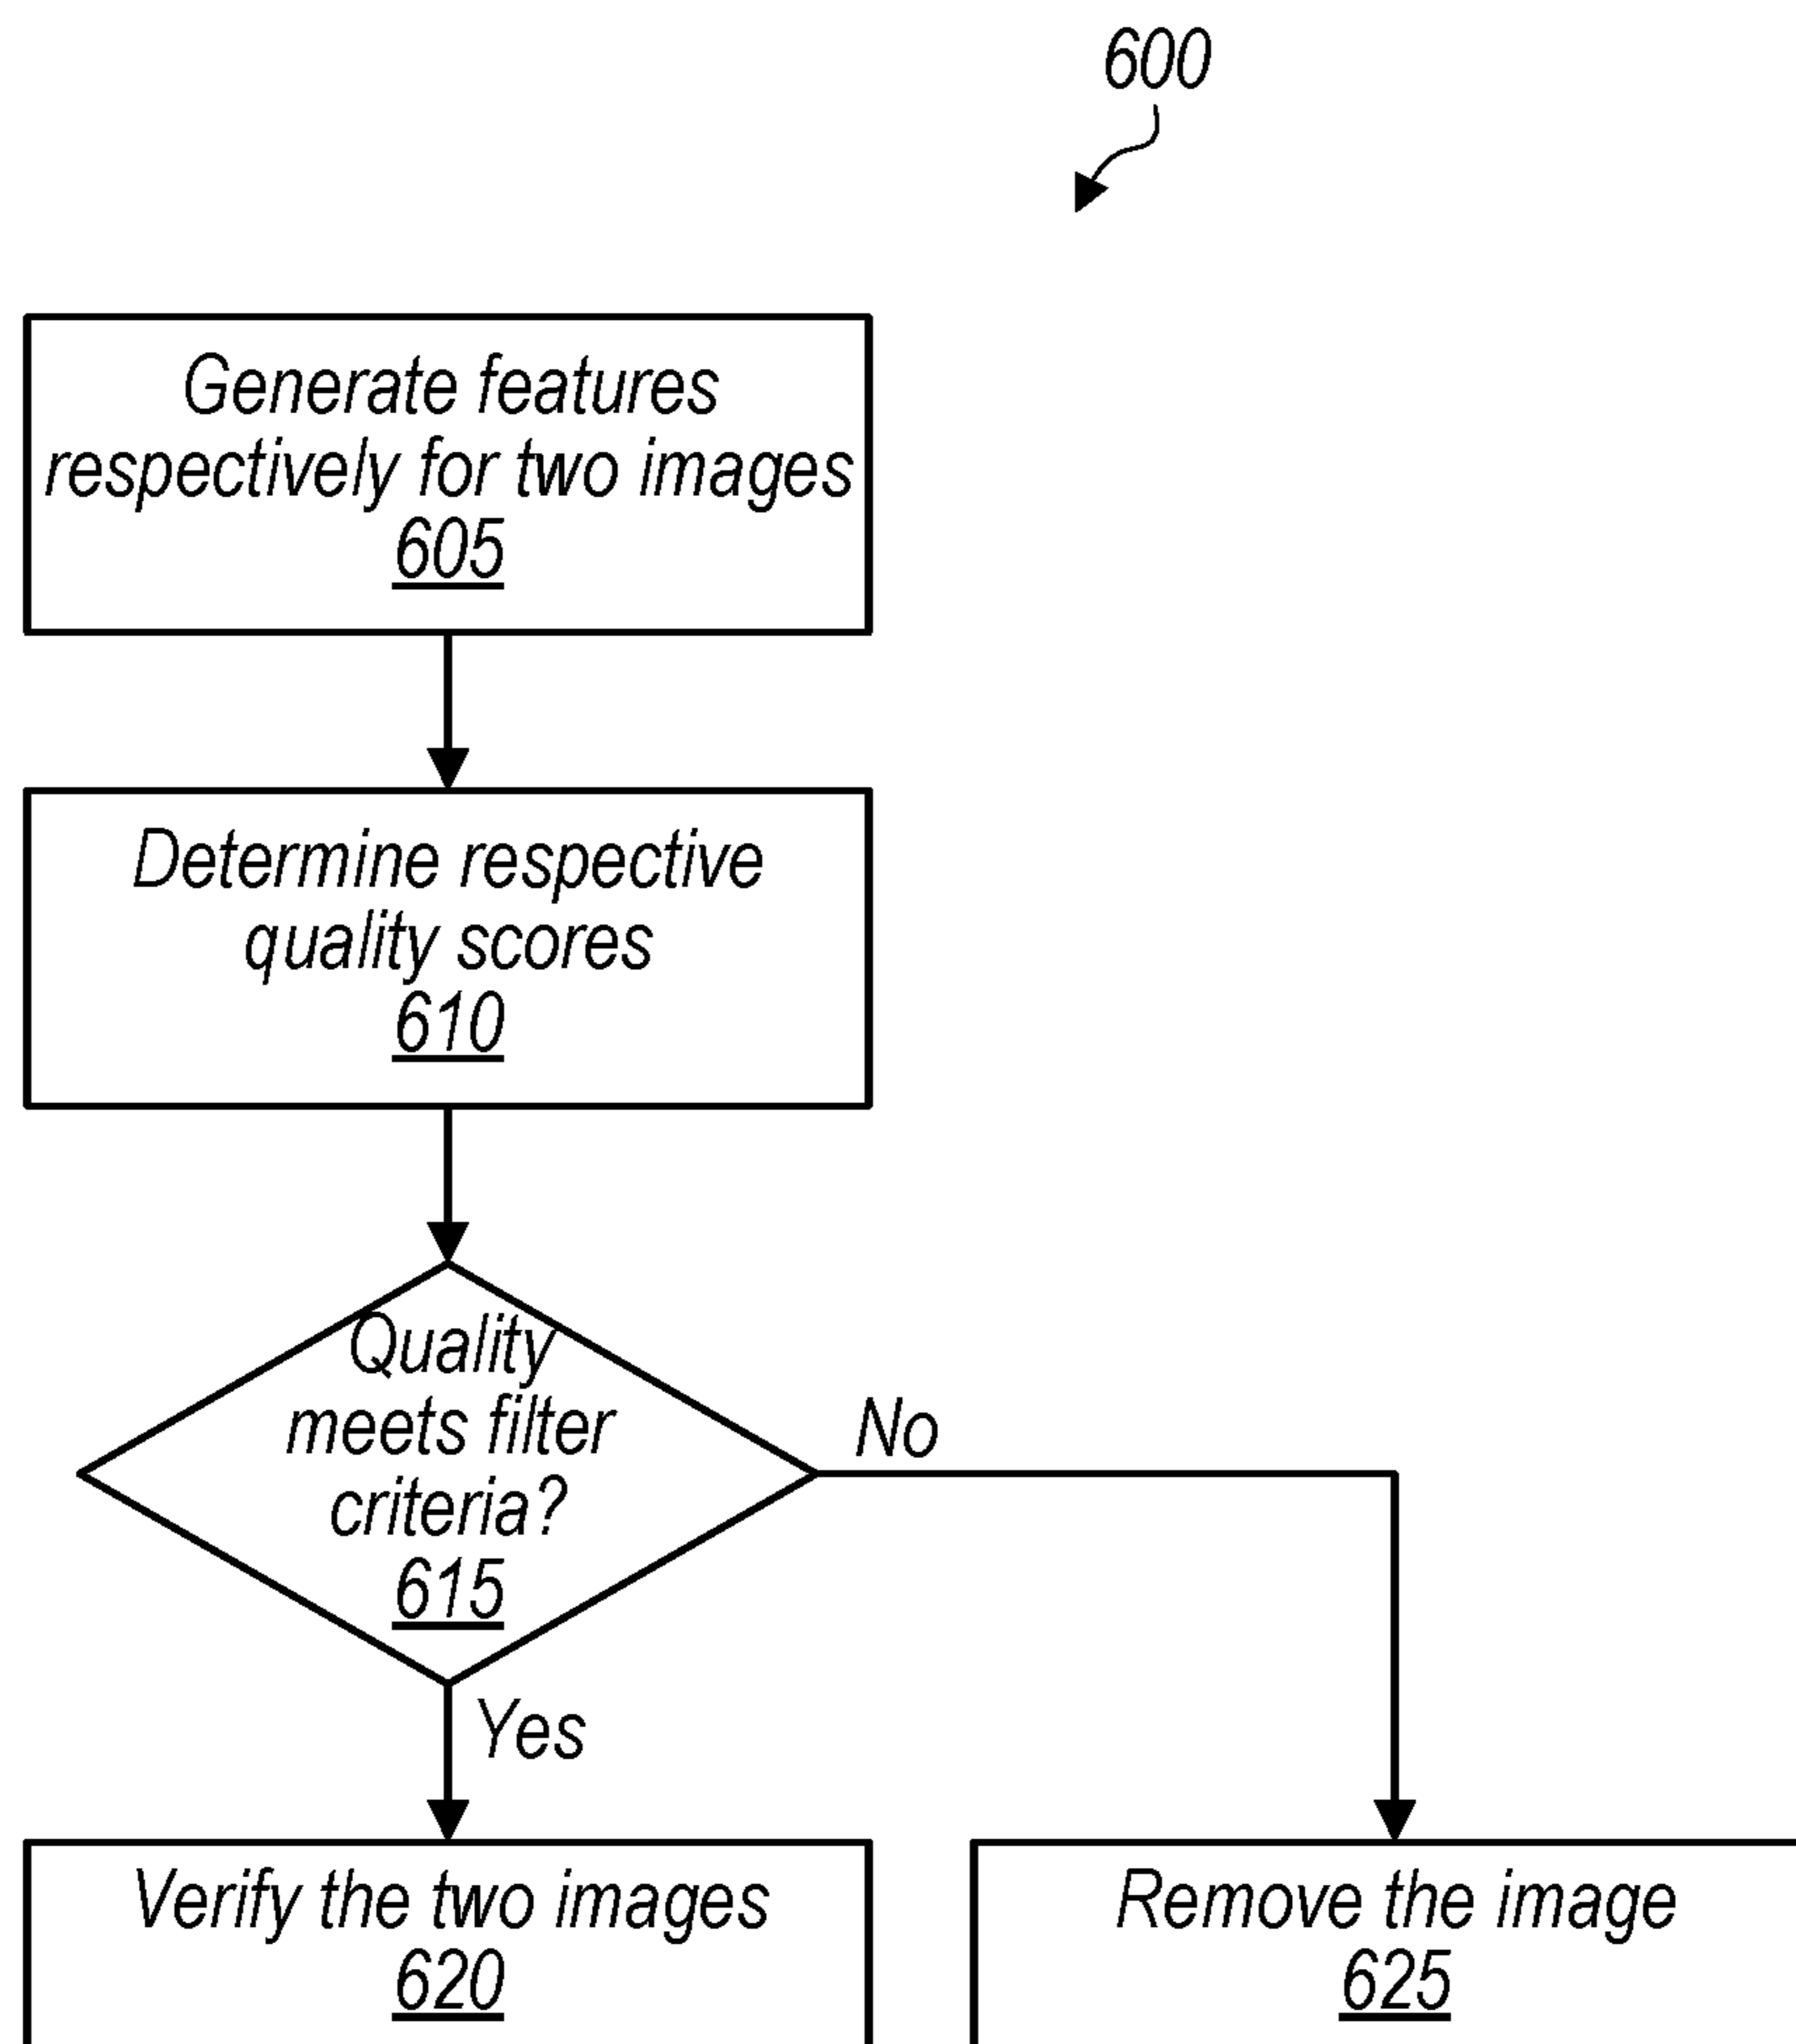 600
Generate features
respectively for two images
605
Determine respective
quality scores
610
Quality
meets filter
criteria?
615
No
Yes
Verify the two images
620
Remove the image
625